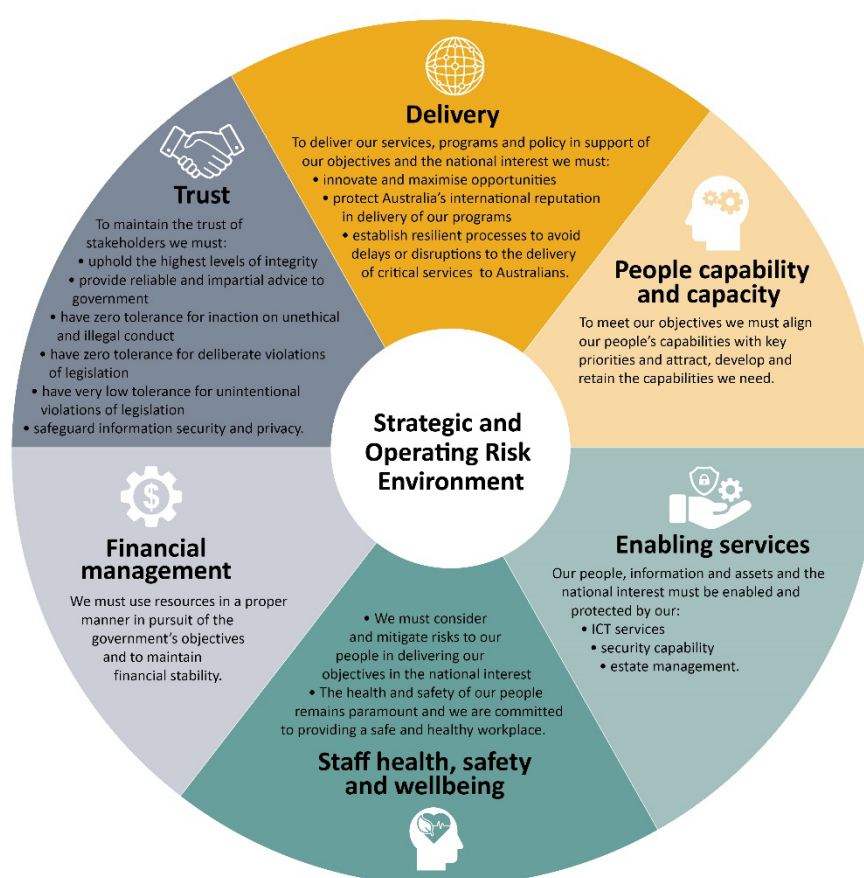 Delivery
To deliver our services, programs and policy in support of
our objectives and the national interest we must:
• innovate and maximise opportunities
• protect Australia's international reputation
in delivery of our programs
• establish resilient processes to avoid
delays or disruptions to the delivery
of critical services to Australians.
People capability
and capacity
To meet our objectives we must align
our people's capabilities with key
priorities and attract, develop and
retain the capabilities we need.
Enabling services
Our people, information and assets and the
national interest must be enabled and
protected by our:
• ICT services
• security capability
• estate management.
• We must consider
and mitigate risks to our
people in delivering our
objectives in the national interest
• The health and safety of our people
remains paramount and we are committed
to providing a safe and healthy workplace.
Staff health, safety
and wellbeing
$
Financial
management
We must use resources in a proper
manner in pursuit of the
government's objectives
and to maintain
financial stability.
Trust
To maintain the trust of
stakeholders we must:
• uphold the highest levels of integrity
• provide reliable and impartial advice to
government
• have zero tolerance for inaction on unethical
and illegal conduct
• have zero tolerance for deliberate violations
of legislation
• have very low tolerance for unintentional
violations of legislation
• safeguard information security and privacy.
Strategic and
Operating Risk
Environment